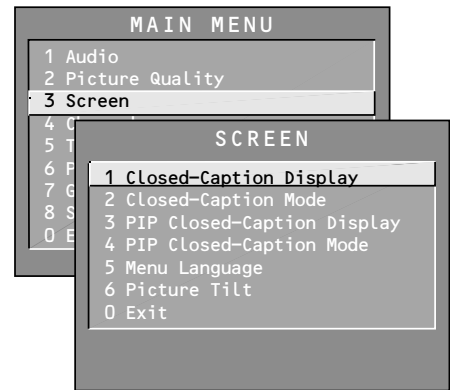 MAIN MENU
1 Audio
2 Picture Quality
3 Screen
4 C
5 T
6 P
7 G
8 S
0 E
SCREEN
1 Closed-Caption Display
2 Closed-Caption Mode
3 PIP Closed-Caption Display
4 PIP Closed-Caption Mode
5 Menu Language
6 Picture Tilt
0 Exit